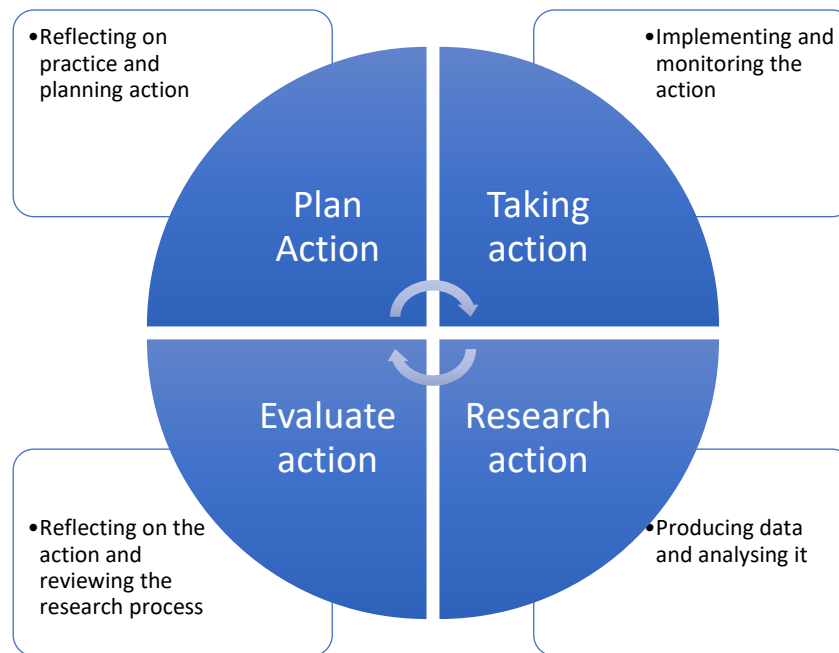 •Reflecting on
practice and
planning action
•Implementing and
monitoring the
action
Plan
Action
Taking
action
Evaluate
action
Research
action
•Reflecting on the
action and
reviewing the
research process
•Producing data
and analysing it